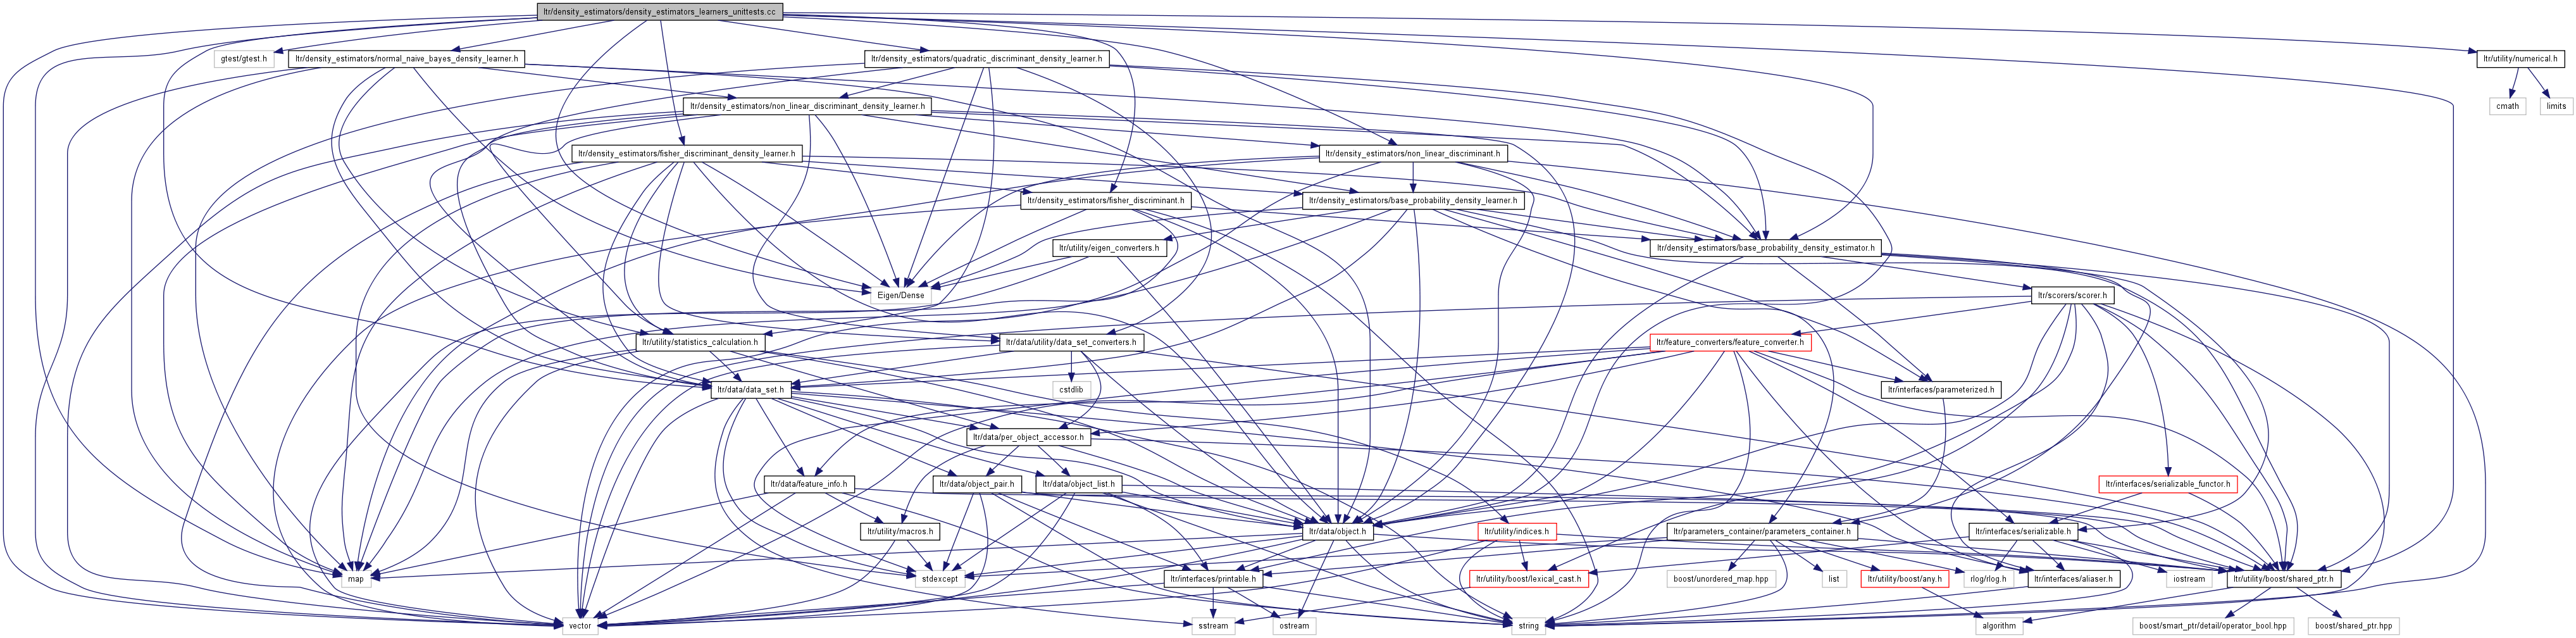 ltr/density_estimators/density_estimators_learners_unittests.cc
gtest/gtest.h
ltr/density_estimators/normal_naive_bayes_density_learner.h
ltr/density_estimators/quadratic_discriminant_density_learner.h
ltr/utility/numerical.h
ltr/density_estimators/non_linear_discriminant_density_learner.h
cmath
limits
ltr/density_estimators/fisher_discriminant_density_learner.h
ltr/density_estimators/non_linear_discriminant.h
ltr/density_estimators/fisher_discriminant.h
ltr/density_estimators/base_probability_density_learner.h
ltr/utility/eigen_converters.h
ltr/density_estimators/base_probability_density_estimator.h
Eigen/Dense
ltr/scorers/scorer.h
ltr/utility/statistics_calculation.h
ltr/data/utility/data_set_converters.h
ltr/feature_converters/feature_converter.h
ltr/data/data_set.h
cstdlib
ltr/interfaces/parameterized.h
ltr/data/per_object_accessor.h
ltr/data/feature_info.h
ltr/data/object_pair.h
ltr/data/object_list.h
ltr/interfaces/serializable_functor.h
ltr/utility/macros.h
ltr/data/object.h
ltr/utility/indices.h
ltr/parameters_container/parameters_container.h
ltr/interfaces/serializable.h
map
stdexcept
ltr/interfaces/printable.h
ltr/utility/boost/lexical_cast.h
boost/unordered_map.hpp
list
ltr/utility/boost/any.h
rlog/rlog.h
ltr/interfaces/aliaser.h
iostream
ltr/utility/boost/shared_ptr.h
vector
sstream
ostream
string
algorithm
boost/smart_ptr/detail/operator_bool.hpp
boost/shared_ptr.hpp